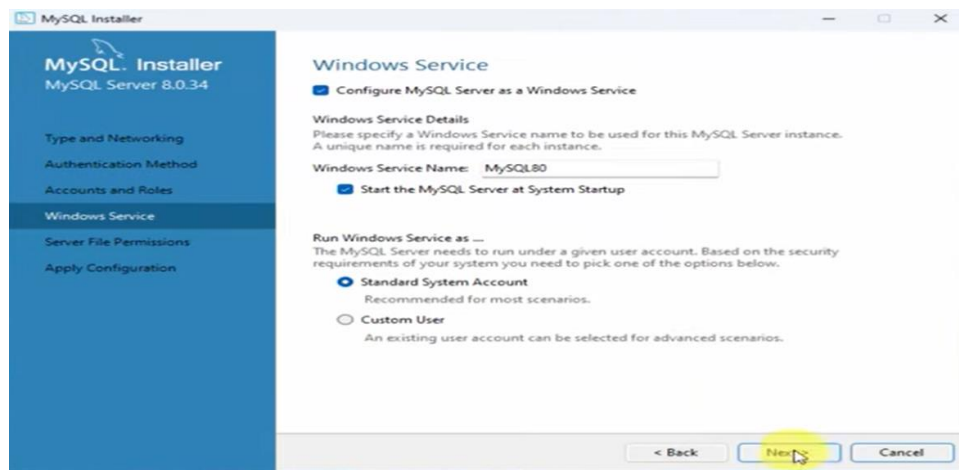 MySQL Installer
MySQL. Installer
MySQL Server 8.0.34
Type and Networking
Authentication Method
Accounts and Roles
Windows Service
Server File Permissions
Apply Configuration
Windows Service
Configure MySQL Server as a Windows Service
Windows Service Details
Please specify a Windows Service name to be used for this MySQL Server instance.
A unique name is required for each instance.
Windows Service Name: MySQL80
Start the MySQL Server at System Startup
Run Windows Service as ...
The MySQL Server needs to run under a given user account. Based on the security
requirements of your system you need to pick one of the options below.
Standard System Account
Recommended for most scenarios.
Custom User
An existing user account can be selected for advanced scenarios.
< Back
Next >
Cancel